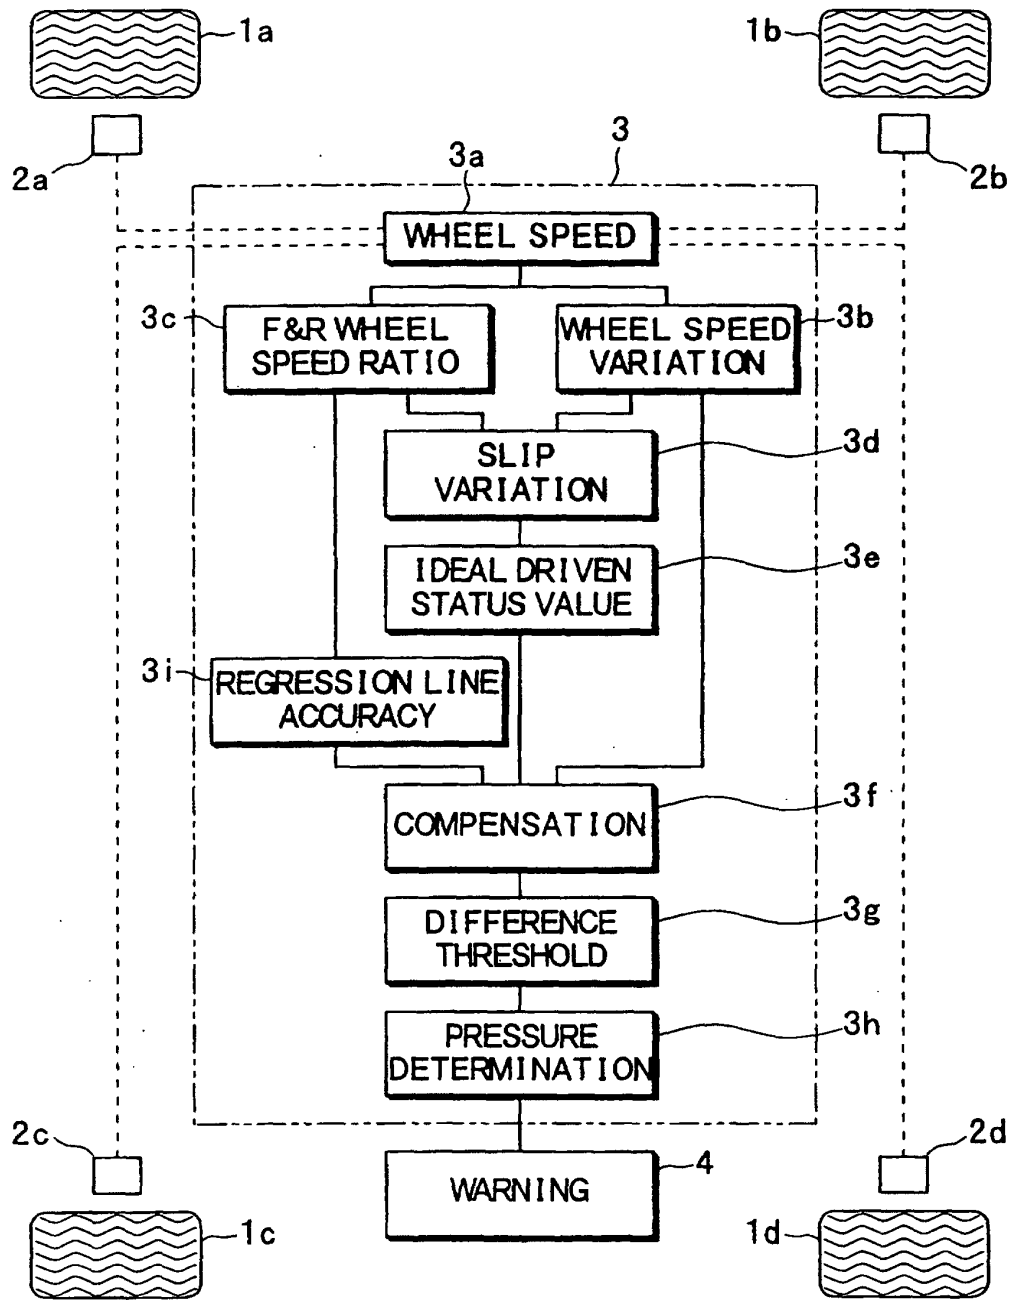 1a
1b
2a
2b
3
3a
WHEEL SPEED
3c
F&R WHEEL
SPEED RATIO
3b
WHEEL SPEED
VARIATION
3d
SLIP
VARIATION
3e
IDEAL DRIVEN
STATUS VALUE
3i
REGRESSION LINE
ACCURACY
3f
COMPENSATION
3g
DIFFERENCE
THRESHOLD
3h
PRESSURE
DETERMINATION
2c
2d
4
WARNING
1c
1d